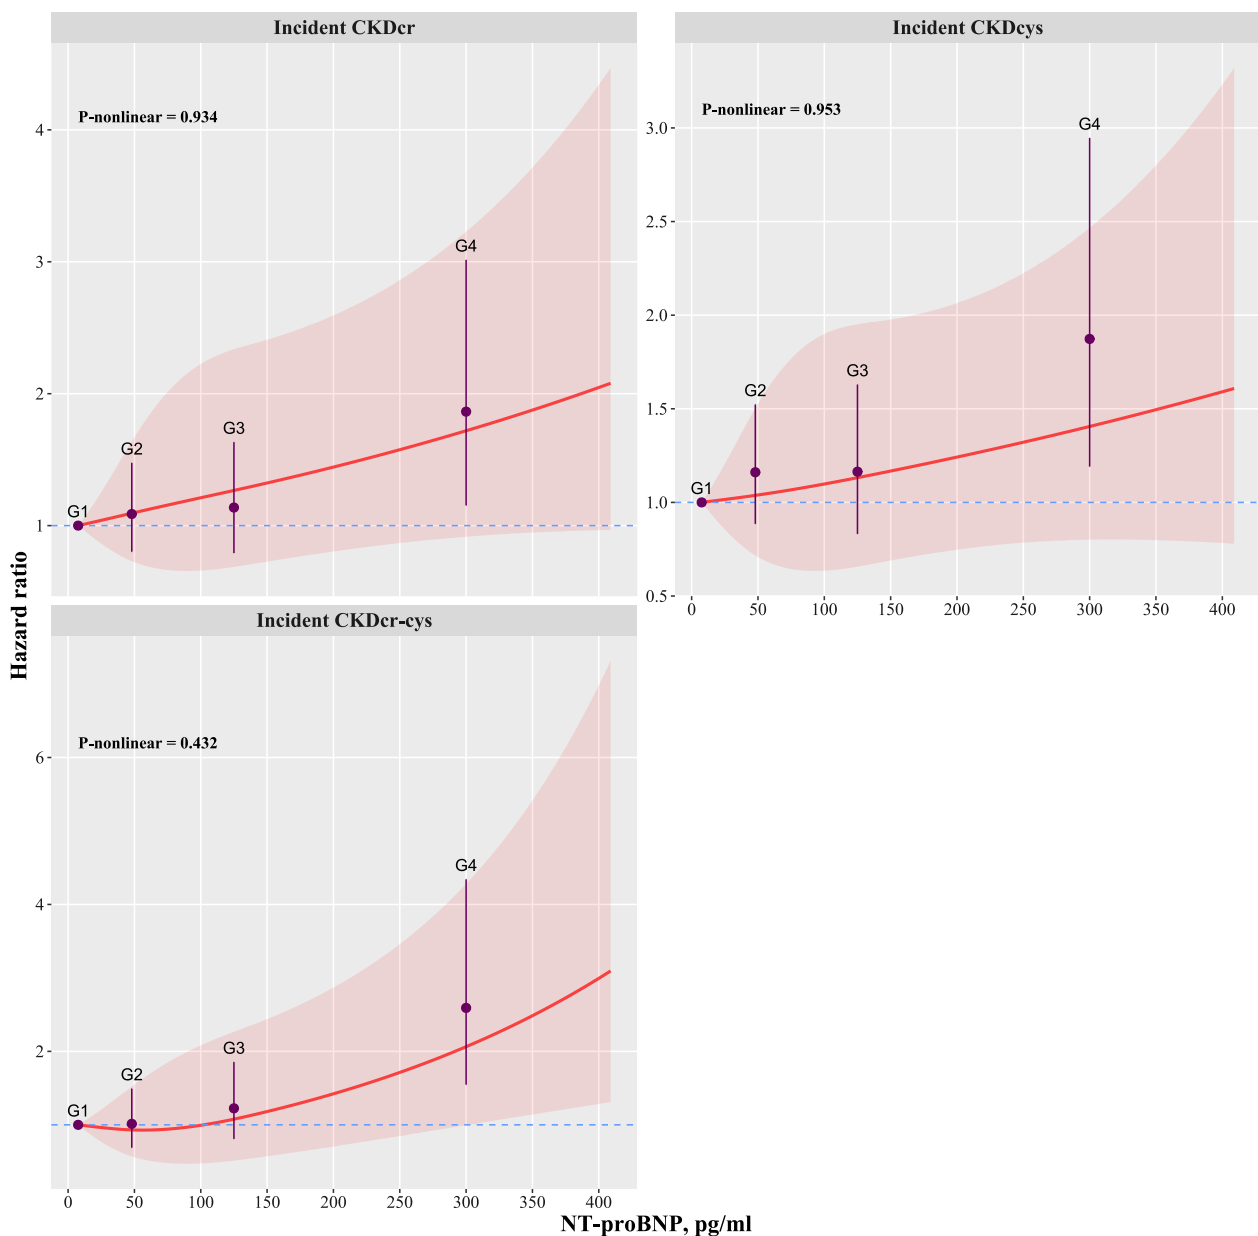 Incident CKDcr
P-nonlinear = 0.934
4
3
2
1
G1
G2
G3
G4
Incident CKDcys
P-nonlinear = 0.953
3.0
2.5
2.0
1.5
1.0
0.5
G1
G2
G3
G4
0 50 100 150 200 250 300 350 400
Hazard ratio
Incident CKDcr-cys
P-nonlinear = 0.432
6
4
2
G1
G2
G3
G4
0 50 100 150 200 250 300 350 400
NT-proBNP, pg/ml